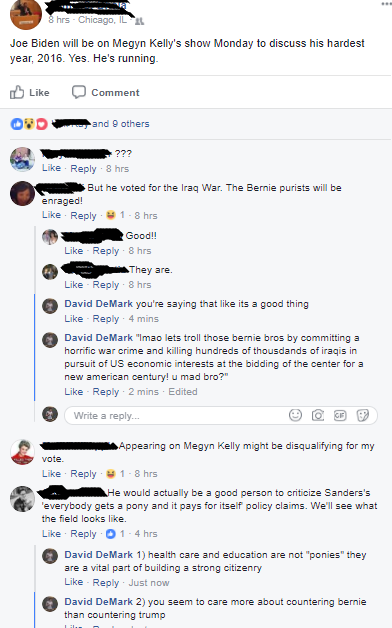 8 hrs · Chicago, IL ·
Joe Biden will be on Megyn Kelly's show Monday to discuss his hardest
year, 2016. Yes. He's running.
Like Comment
and 9 others
???
Like · Reply · 8 hrs
But he voted for the Iraq War. The Bernie purists will be
enraged!
Like · Reply · 1 · 8 hrs
Good!!
Like · Reply · 8 hrs
They are.
Like · Reply · 8 hrs
David DeMark you're saying that like its a good thing
Like · Reply · 4 mins
David DeMark "lmao lets troll those bernie bros by committing a
horrific war crime and killing hundreds of thousdands of iraqis in
pursuit of US economic interests at the bidding of the center for a
new american century! u mad bro?"
Like · Reply · 2 mins · Edited
Write a reply...
GIF
Appearing on Megyn Kelly might be disqualifying for my
vote.
Like · Reply · 1 · 8 hrs
He would actually be a good person to criticize Sanders's
'everybody gets a pony and it pays for itself' policy claims. We'll see what
the field looks like.
Like · Reply · 1 · 4 hrs
David DeMark 1) health care and education are not "ponies" they
are a vital part of building a strong citizenry
Like · Reply · Just now
David DeMark 2) you seem to care more about countering bernie
than countering trump